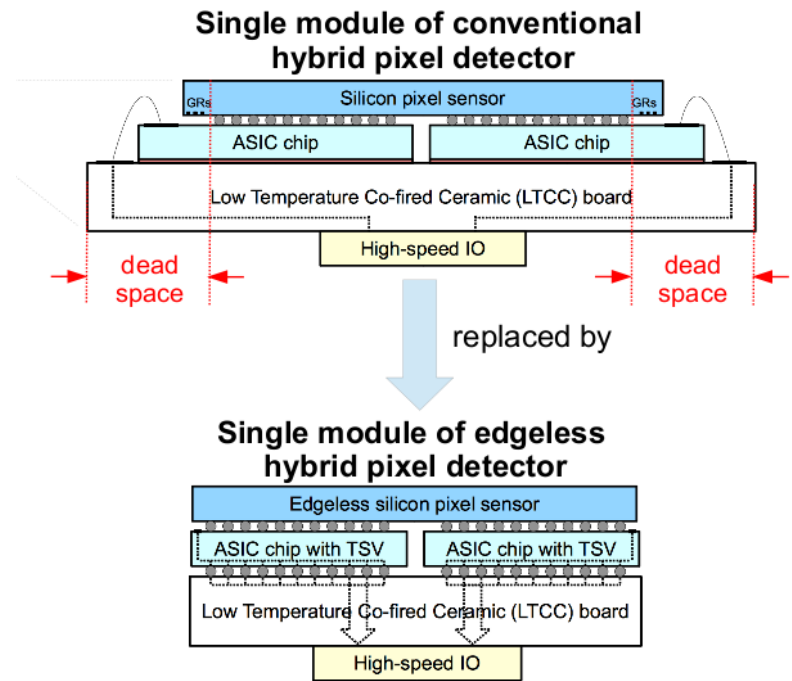 Single module of conventional
hybrid pixel detector
GRs
Silicon pixel sensor
GRs
ASIC chip
ASIC chip
Low Temperature Co-fired Ceramic (LTCC) board
High-speed IO
dead
space
dead
space
replaced by
Single module of edgeless
hybrid pixel detector
Edgeless silicon pixel sensor
ASIC chip with TSV
ASIC chip with TSV
Low Temperature Co-fired Ceramic (LTCC) board
High-speed IO